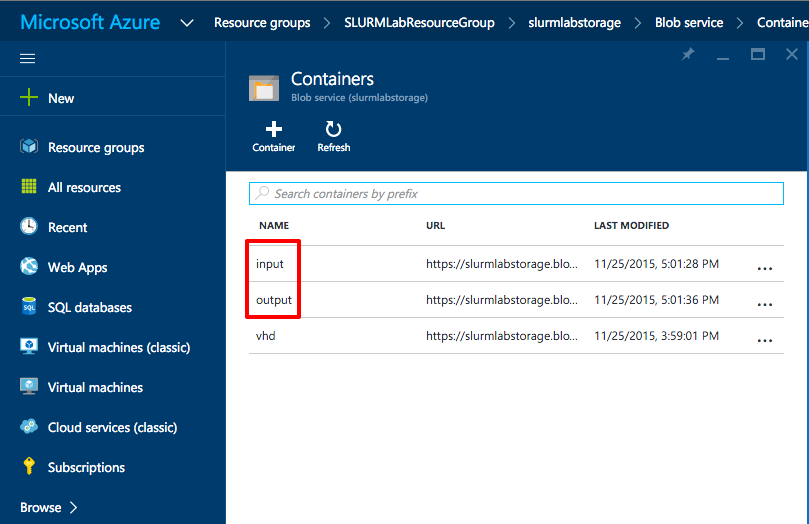 Microsoft Azure Resource groups SLURMLabResourceGroup slurmlabstorage Blob service Containe
New
Resource groups
All resources
Recent
Web Apps
SQL
SQL databases
Virtual machines (classic)
Virtual machines
Cloud services (classic)
Subscriptions
Browse
Containers
Blob service (slurmlabstorage)
Container Refresh
Search containers by prefix
NAME URL LAST MODIFIED
input https://slurmlabstorage.blo... 11/25/2015, 5:01:28 PM ...
output https://slurmlabstorage.blo... 11/25/2015, 5:01:36 PM ...
vhd https://slurmlabstorage.blo... 11/25/2015, 3:59:01 PM ...